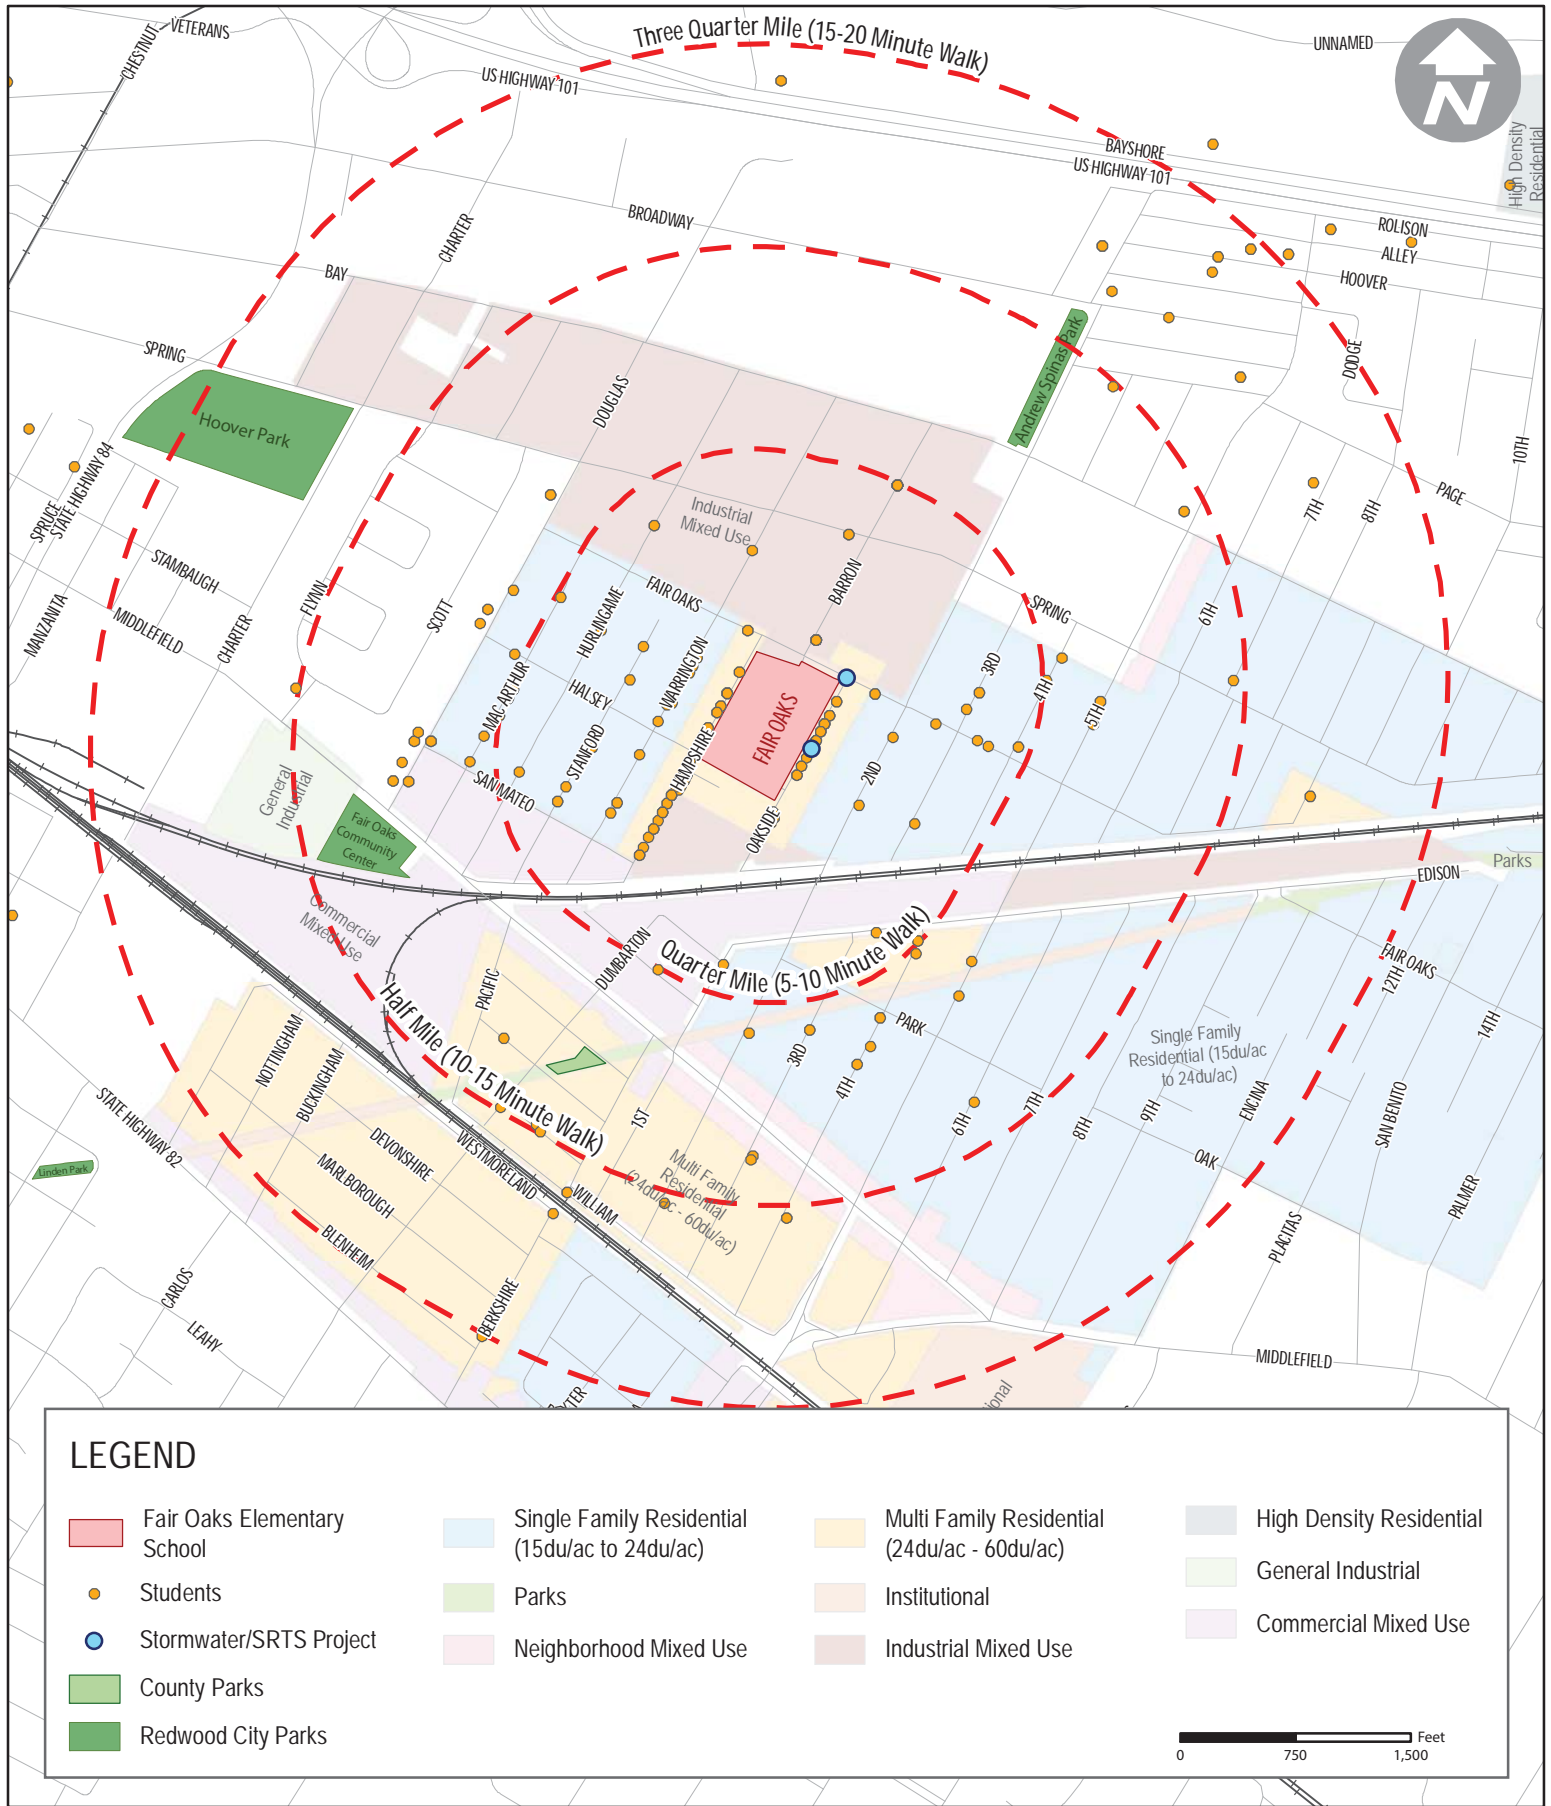 Three Quarter Mile (15-20 Minute Walk)
VETERANS
CHESTNUT
UNNAMED
N
US HIGHWAY 101
BAYSHORE
US HIGHWAY 101
High Density
Residential
BROADWAY
CHARTER
ROLISON
ALLEY
HOOVER
BAY
SPRING
DODGE
Andrew Spinas Park
DOUGLAS
Hoover Park
10TH
PAGE
7TH
8TH
SPRUCE
STATE HIGHWAY 84
Industrial
Mixed Use
STAMBAUGH
FLYNN
FAIR OAKS
BARRON
MANZANITA
MIDDLEFIELD
CHARTER
SCOTT
HURLINGAME
SPRING
6TH
HALSEY
WARRINGTON
3RD
4TH
5TH
MAC ARTHUR
STANFORD
HAMPSHIRE
FAIR OAKS
2ND
SAN MATEO
OAKSIDE
General
Industrial
Fair Oaks
Community
Center
Parks
EDISON
Commercial
Mixed Use
Quarter Mile (5-10 Minute Walk)
DUMBARTON
PACIFIC
FAIR OAKS
12TH
Half Mile (10-15 Minute Walk)
NOTTINGHAM
BUCKINGHAM
PARK
3RD
4TH
14TH
Single Family
Residential (15du/ac
to 24du/ac)
STATE HIGHWAY 82
1ST
6TH
7TH
8TH
9TH
ENCINA
SAN BENITO
Linden Park
DEVONSHIRE
MARLBOROUGH
WESTMORELAND
WILLIAM
Multi Family
Residential
(24du/ac - 60du/ac)
OAK
PALMER
BLENHEIM
PLACITAS
CARLOS
LEAHY
BERKSHIRE
MIDDLEFIELD
LEGEND
Fair Oaks Elementary
School
Students
Stormwater/SRTS Project
County Parks
Redwood City Parks
Single Family Residential
(15du/ac to 24du/ac)
Parks
Neighborhood Mixed Use
Multi Family Residential
(24du/ac - 60du/ac)
Institutional
Industrial Mixed Use
High Density Residential
General Industrial
Commercial Mixed Use
Feet
0 750 1,500